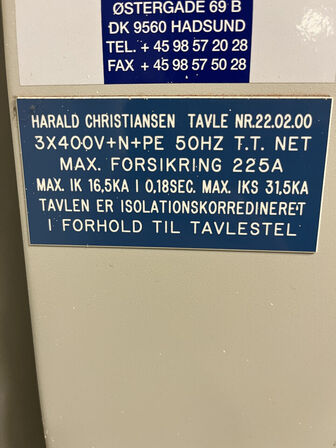 ØSTERGADE 69 B
DK 9560 HADSUND
TEL. + 45 98 57 20 28
FAX + 45 98 57 50 28
HARALD CHRISTIANSEN TAVLE NR.22.02.00
3X400V+N+PE 50HZ T.T. NET
MAX. FORSIKRING 225A
MAX. IK 16,5KA I 0,18SEC. MAX. IKS 31,5KA
TAVLEN ER ISOLATIONSKORREDINERET
I FORHOLD TIL TAVLESTEL